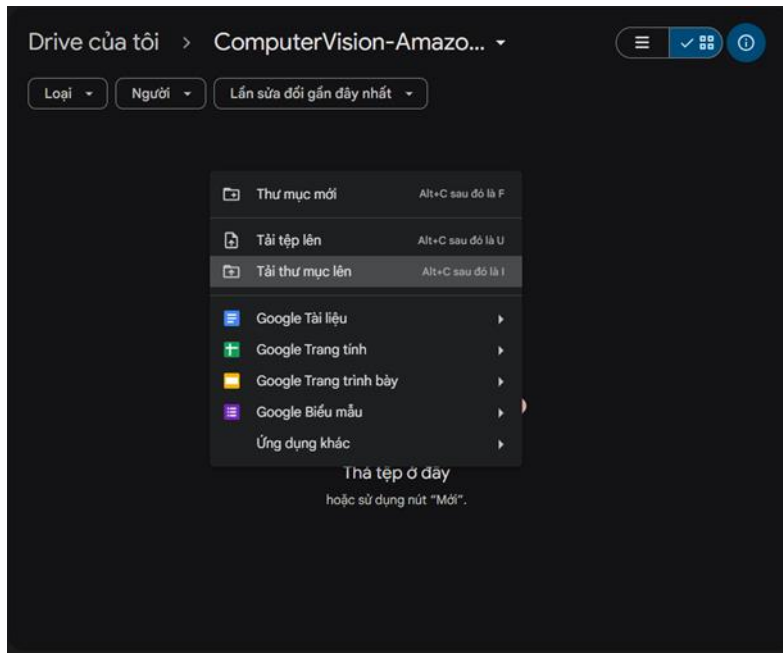 Drive của tôi > ComputerVision-Amazo...
Loại Người Lần sửa đổi gần đây nhất
Thư mục mới Alt+C sau đó là F
Tải tệp lên Alt+C sau đó là U
Tải thư mục lên Alt+C sau đó là I
Google Tài liệu
Google Trang tính
Google Trang trình bày
Google Biểu mẫu
Ứng dụng khác
Thả tệp ở đây
hoặc sử dụng nút “Mới”.